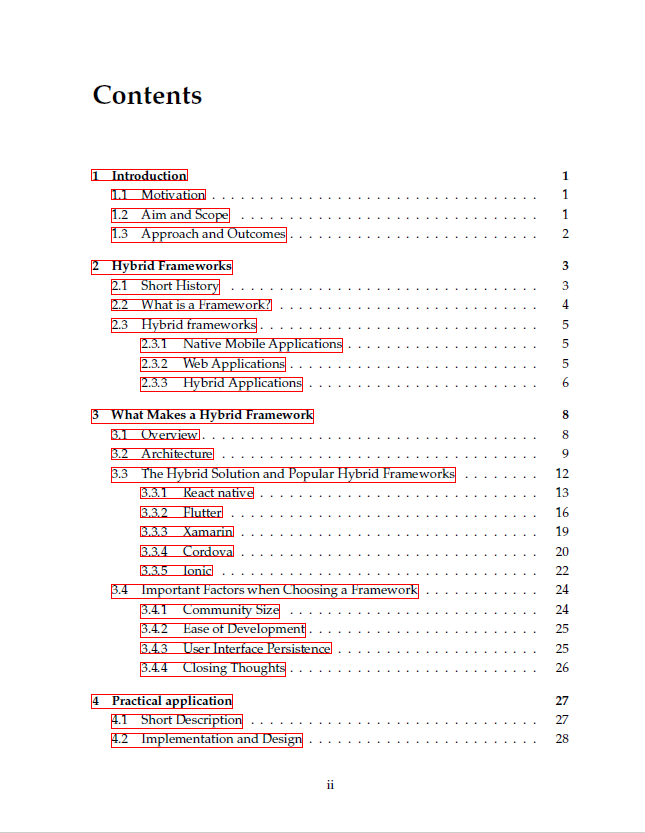 Contents
1 Introduction 1
1.1 Motivation . . . . . . . . . . . . . . . . . . . . . . . . . . . . . . . . . . 1
1.2 Aim and Scope . . . . . . . . . . . . . . . . . . . . . . . . . . . . . . . 1
1.3 Approach and Outcomes . . . . . . . . . . . . . . . . . . . . . . . . . . 2
2 Hybrid Frameworks 3
2.1 Short History . . . . . . . . . . . . . . . . . . . . . . . . . . . . . . . . 3
2.2 What is a Framework? . . . . . . . . . . . . . . . . . . . . . . . . . . . 4
2.3 Hybrid frameworks . . . . . . . . . . . . . . . . . . . . . . . . . . . . . 5
2.3.1 Native Mobile Applications . . . . . . . . . . . . . . . . . . . . 5
2.3.2 Web Applications . . . . . . . . . . . . . . . . . . . . . . . . . . 5
2.3.3 Hybrid Applications . . . . . . . . . . . . . . . . . . . . . . . . 6
3 What Makes a Hybrid Framework 8
3.1 Overview . . . . . . . . . . . . . . . . . . . . . . . . . . . . . . . . . . . 8
3.2 Architecture . . . . . . . . . . . . . . . . . . . . . . . . . . . . . . . . . 9
3.3 The Hybrid Solution and Popular Hybrid Frameworks . . . . . . . . 12
3.3.1 React native . . . . . . . . . . . . . . . . . . . . . . . . . . . . . 13
3.3.2 Flutter . . . . . . . . . . . . . . . . . . . . . . . . . . . . . . . . 16
3.3.3 Xamarin . . . . . . . . . . . . . . . . . . . . . . . . . . . . . . . 19
3.3.4 Cordova . . . . . . . . . . . . . . . . . . . . . . . . . . . . . . . 20
3.3.5 Ionic . . . . . . . . . . . . . . . . . . . . . . . . . . . . . . . . . 22
3.4 Important Factors when Choosing a Framework . . . . . . . . . . . . 24
3.4.1 Community Size . . . . . . . . . . . . . . . . . . . . . . . . . . 24
3.4.2 Ease of Development . . . . . . . . . . . . . . . . . . . . . . . . 25
3.4.3 User Interface Persistence . . . . . . . . . . . . . . . . . . . . . 25
3.4.4 Closing Thoughts . . . . . . . . . . . . . . . . . . . . . . . . . . 26
4 Practical application 27
4.1 Short Description . . . . . . . . . . . . . . . . . . . . . . . . . . . . . . 27
4.2 Implementation and Design . . . . . . . . . . . . . . . . . . . . . . . . 28
ii